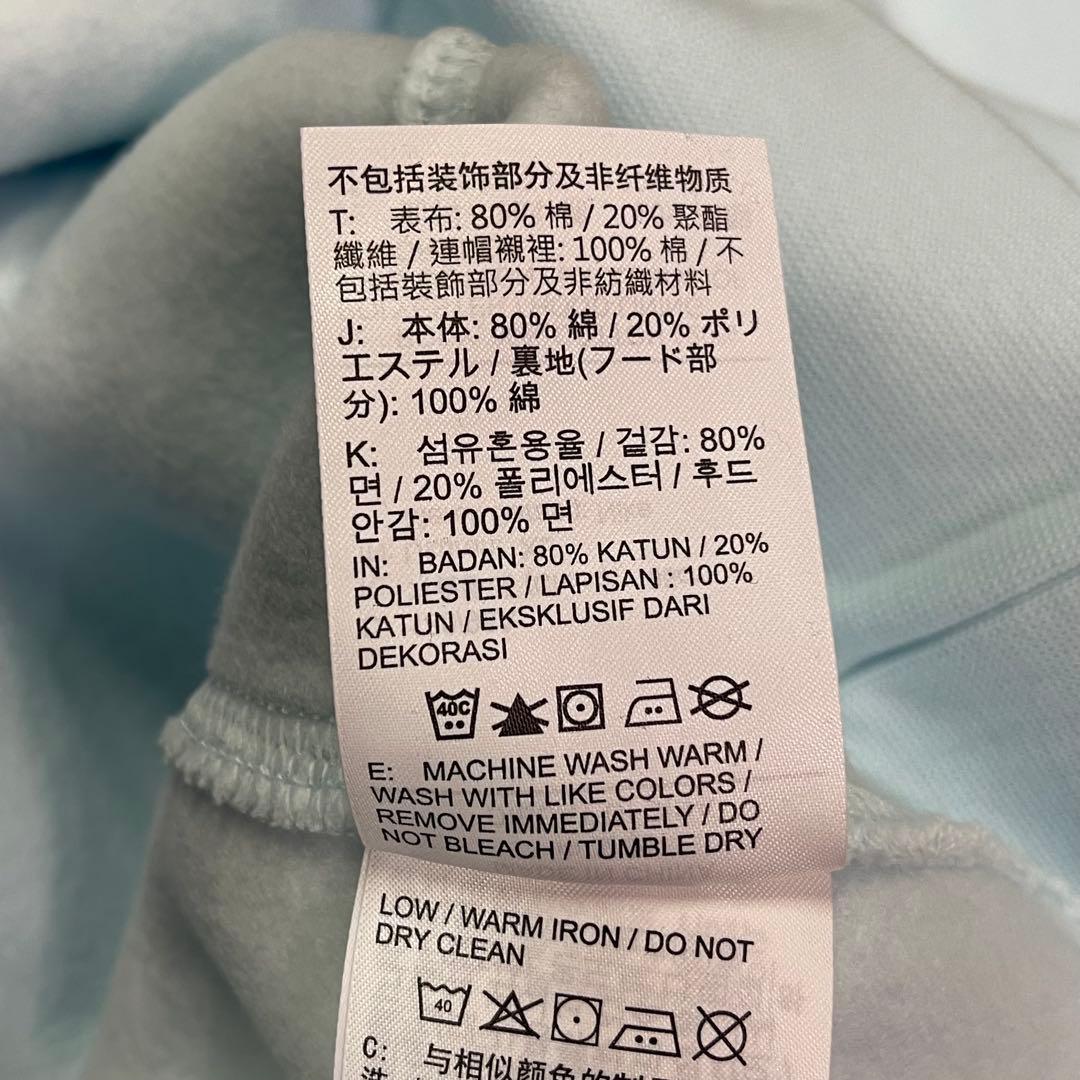 不包括装饰部分及非纤维物质
T: 表布: 80% 棉 / 20% 聚酯
纖維 / 連帽襯裡: 100% 棉 / 不
包括裝飾部分及非紡織材料
J: 本体: 80% 綿 / 20% ポリ
エステル / 裏地(フード部
分): 100% 綿
K: 섬유혼용율 / 겉감: 80%
면 / 20% 폴리에스터 / 후드
안감: 100% 면
IN: BADAN: 80% KATUN / 20%
POLIESTER / LAPISAN : 100%
KATUN / EKSKLUSIF DARI
DEKORASI
40C
E: MACHINE WASH WARM /
WASH WITH LIKE COLORS /
REMOVE IMMEDIATELY / DO
NOT BLEACH / TUMBLE DRY
LOW / WARM IRON / DO NOT
DRY CLEAN
40
C: 与相似颜色的制